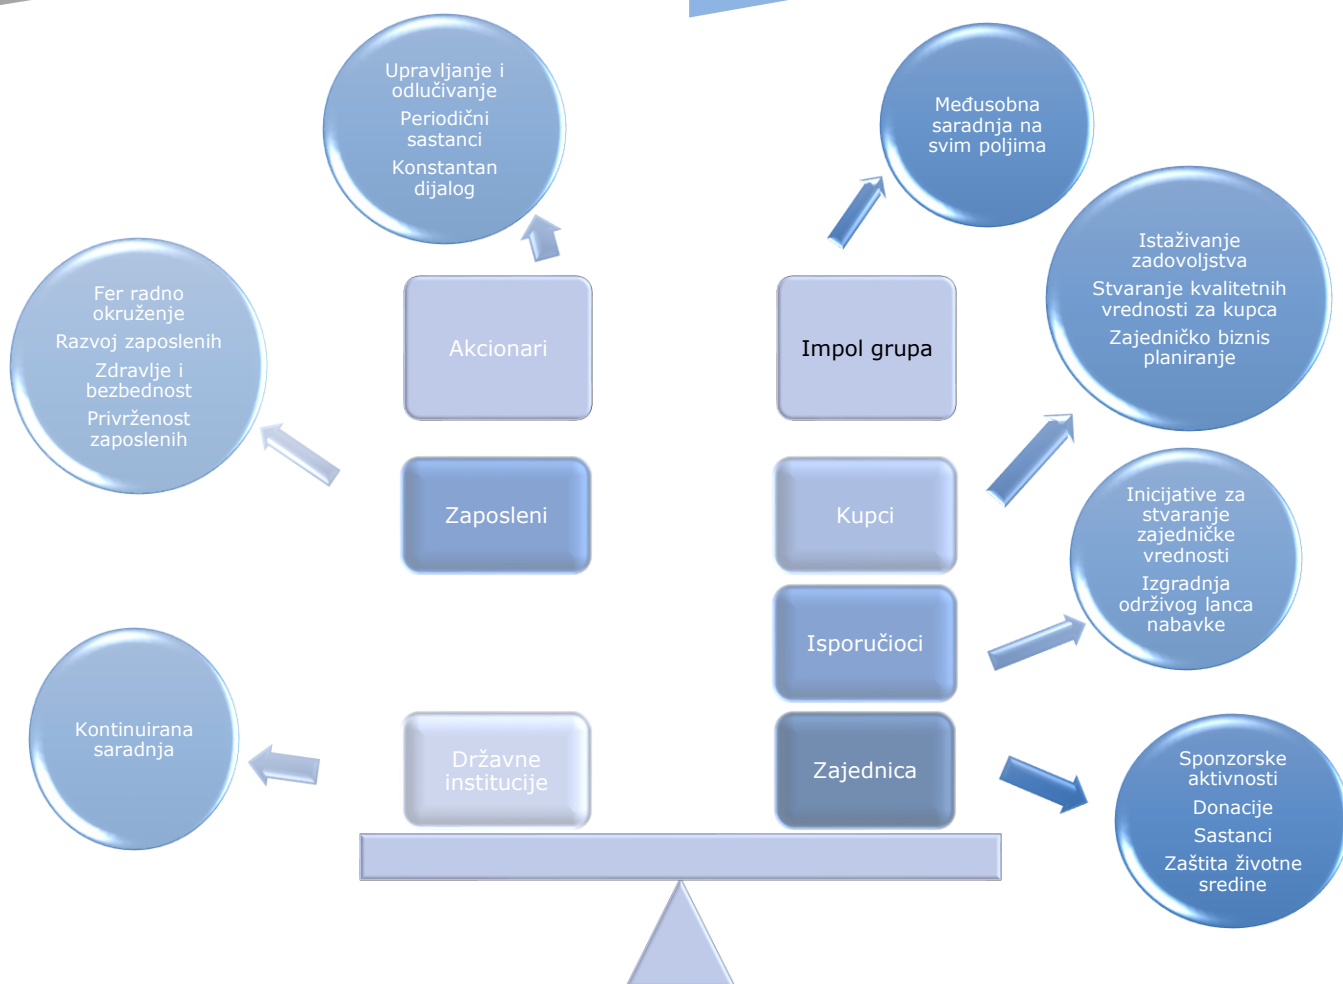 Upravljanje i
odlučivanje
Periodični
sastanci
Konstantan
dijalog
Međusobna
saradnja na
svim poljima
Fer radno
okruženje
Razvoj zaposlenih
Zdravlje i
bezbednost
Privrženost
zaposlenih
Akcionari
Impol grupa
Istaživanje
zadovoljstva
Stvaranje kvalitetnih
vrednosti za kupca
Zajedničko biznis
planiranje
Zaposleni
Kupci
Inicijative za
stvaranje
zajedničke
vrednosti
Izgradnja
održivog lanca
nabavke
Isporučioci
Kontinuirana
saradnja
Državne
institucije
Zajednica
Sponzorske
aktivnosti
Donacije
Sastanci
Zaštita životne
sredine